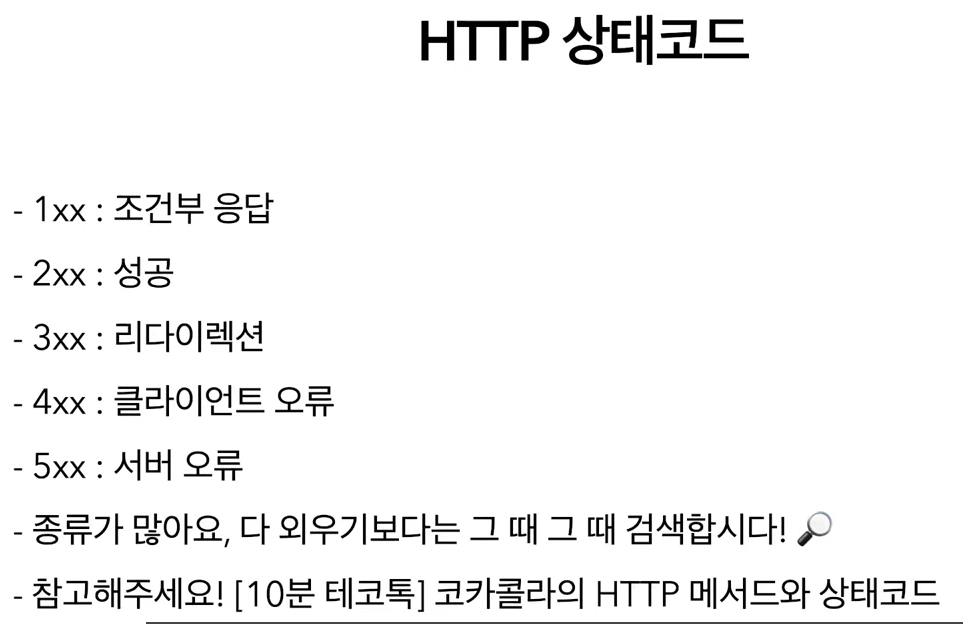 HTTP 상태코드
- 1xx : 조건부 응답
- 2xx : 성공
- 3xx : 리다이렉션
- 4xx : 클라이언트 오류
- 5xx : 서버 오류
- 종류가 많아요, 다 외우기보다는 그 때 그 때 검색합시다! 🔎
- 참고해주세요! [10분 테코톡] 코카콜라의 HTTP 메서드와 상태코드